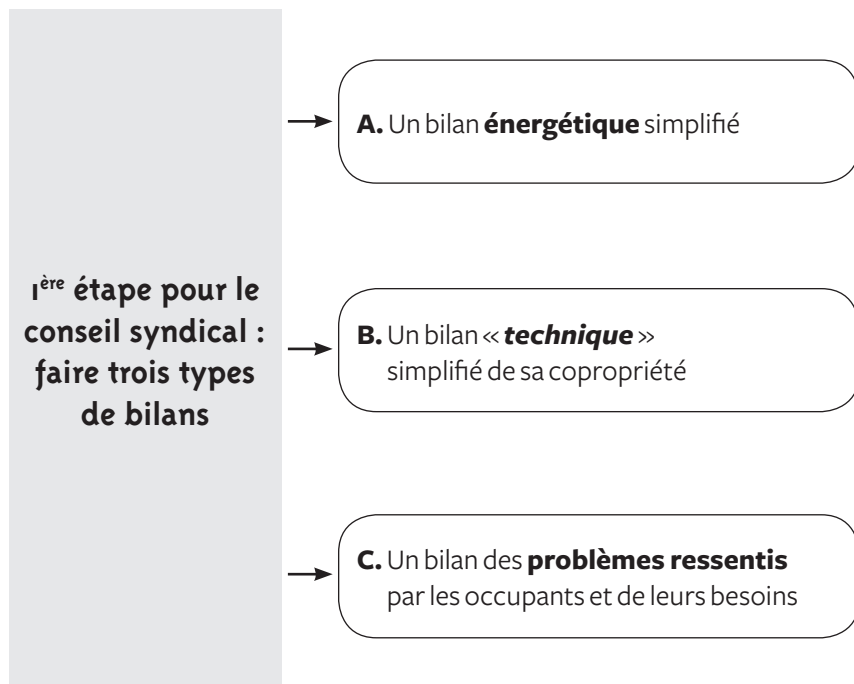 1ère étape pour le
conseil syndical :
faire trois types
de bilans
A. Un bilan énergétique simplifié
B. Un bilan « technique »
simplifié de sa copropriété
C. Un bilan des problèmes ressentis
par les occupants et de leurs besoins